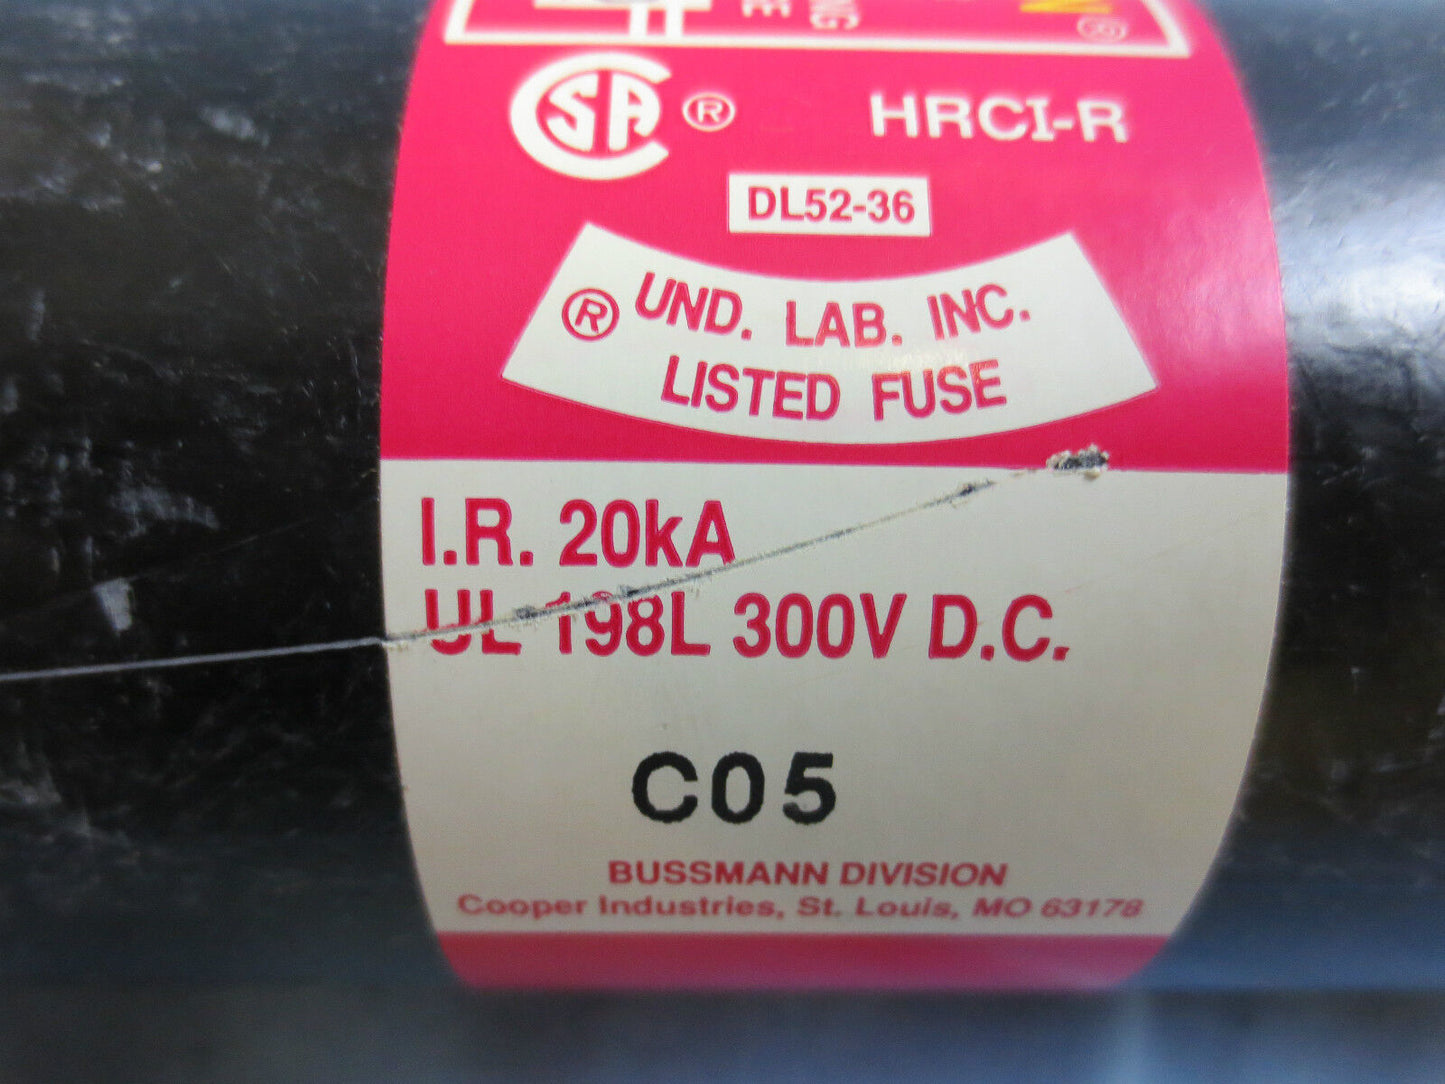 NG
E
®
CSA ® HRCI-R
DL52-36
® UND. LAB. INC.
LISTED FUSE
I.R. 20kA
UL 198L 300V D.C.
C05
BUSSMANN DIVISION
Cooper Industries, St. Louis, MO 63178